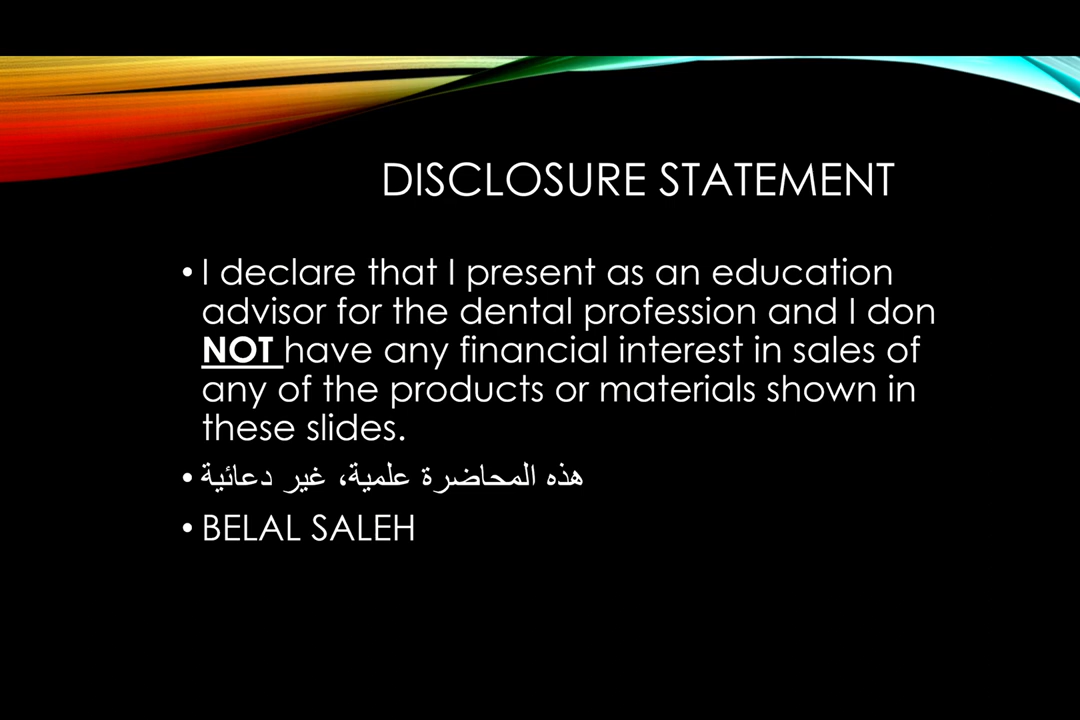 DISCLOSURE STATEMENT
• I declare that I present as an education
advisor for the dental profession and I don
NOT have any financial interest in sales of
any of the products or materials shown in
these slides.
• هذه المحاضرة علمية، غير دعائية
• BELAL SALEH